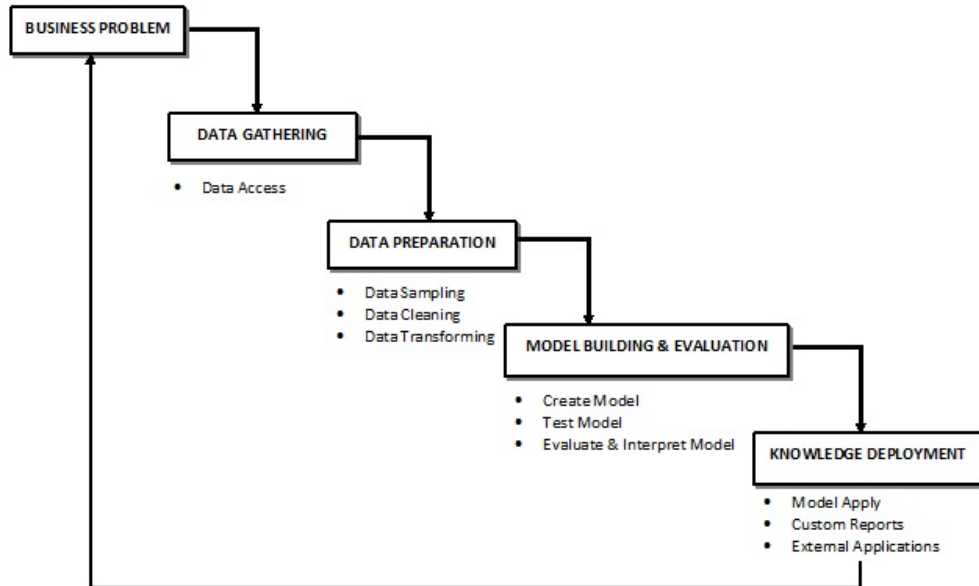 BUSINESS PROBLEM
DATA GATHERING
• Data Access
DATA PREPARATION
• Data Sampling
• Data Cleaning
• Data Transforming
MODEL BUILDING & EVALUATION
• Create Model
• Test Model
• Evaluate & Interpret Model
KNOWLEDGE DEPLOYMENT
• Model Apply
• Custom Reports
• External Applications